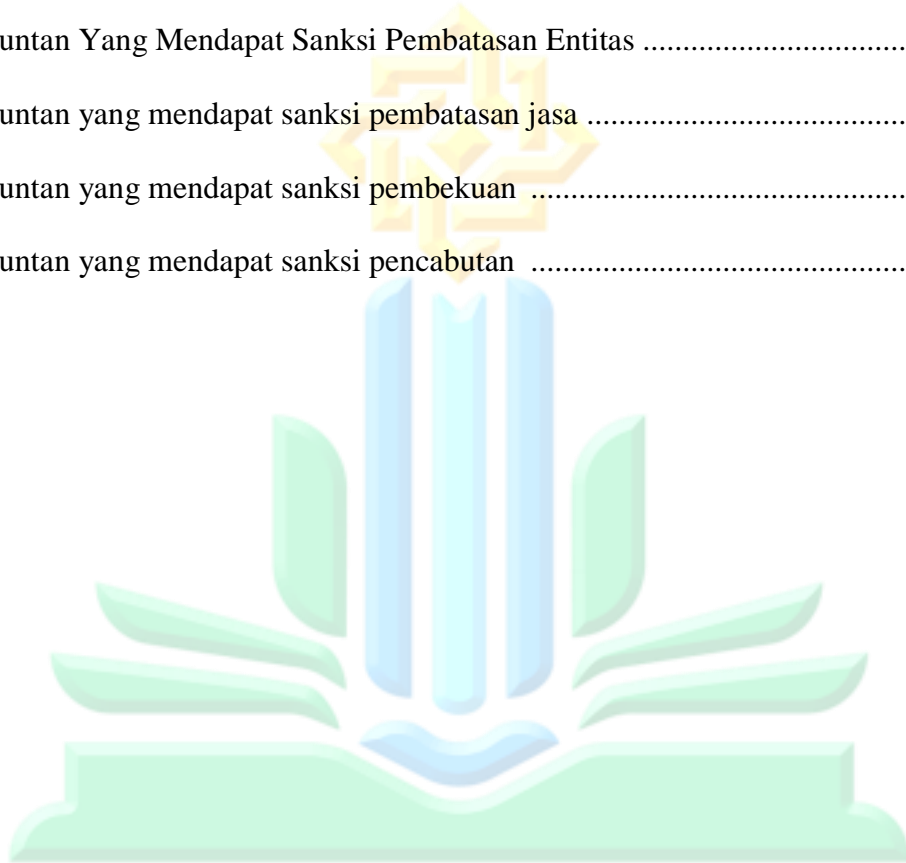 untan Yang Mendapat Sanksi Pembatasan Entitas ..................................
untan yang mendapat sanksi pembatasan jasa .........................................
untan yang mendapat sanksi pembekuan ................................................
untan yang mendapat sanksi pencabutan ................................................